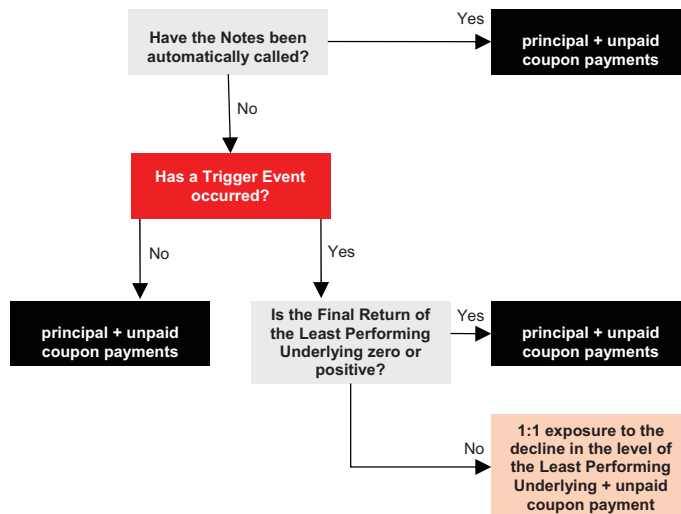 Have the Notes been
automatically called?
Yes
principal + unpaid
coupon payments
No
Has a Trigger Event
occurred?
No
Yes
principal + unpaid
coupon payments
Is the Final Return of
the Least Performing
Underlying zero or
positive?
Yes
principal + unpaid
coupon payments
No
1:1 exposure to the
decline in the level of
the Least Performing
Underlying + unpaid
coupon payment